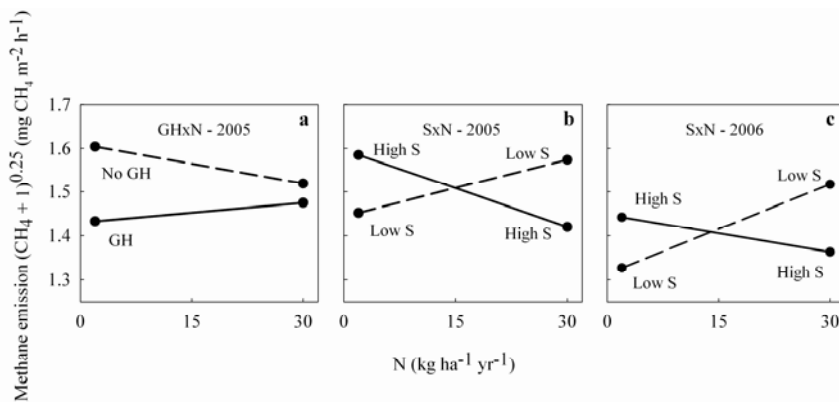 Methane emission (CH4 + 1)^0.25 (mg CH4 m^-2 h^-1)
1.7
1.6
1.5
1.4
1.3
a
GHxN - 2005
No GH
GH
0
15
30
b
SxN - 2005
High S
Low S
Low S
High S
0
15
30
c
SxN - 2006
High S
Low S
Low S
High S
0
15
30
N (kg ha^-1 yr^-1)